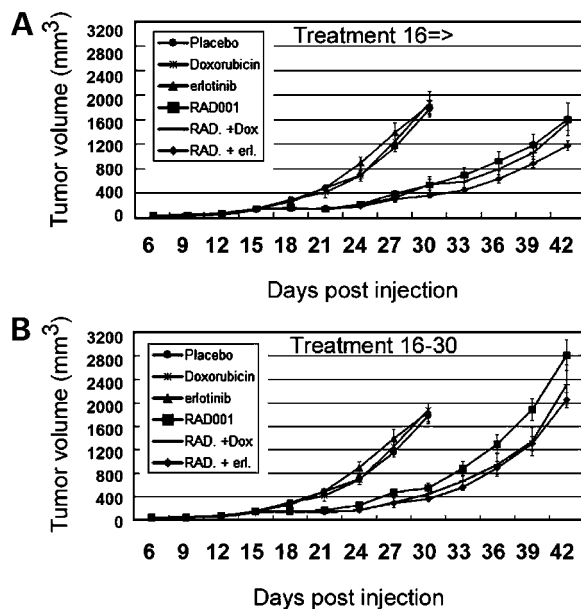 A
Treatment 16=>
Tumor volume (mm3)
3200
2800
2400
2000
1600
1200
800
400
0
Placebo
Doxorubicin
erlotinib
RAD001
RAD. +Dox
RAD. + erl.
6 9 12 15 18 21 24 27 30 33 36 39 42
Days post injection
B
Treatment 16-30
Tumor volume (mm3)
3200
2800
2400
2000
1600
1200
800
400
0
Placebo
Doxorubicin
erlotinib
RAD001
RAD. +Dox
RAD. + erl.
6 9 12 15 18 21 24 27 30 33 36 39 42
Days post injection